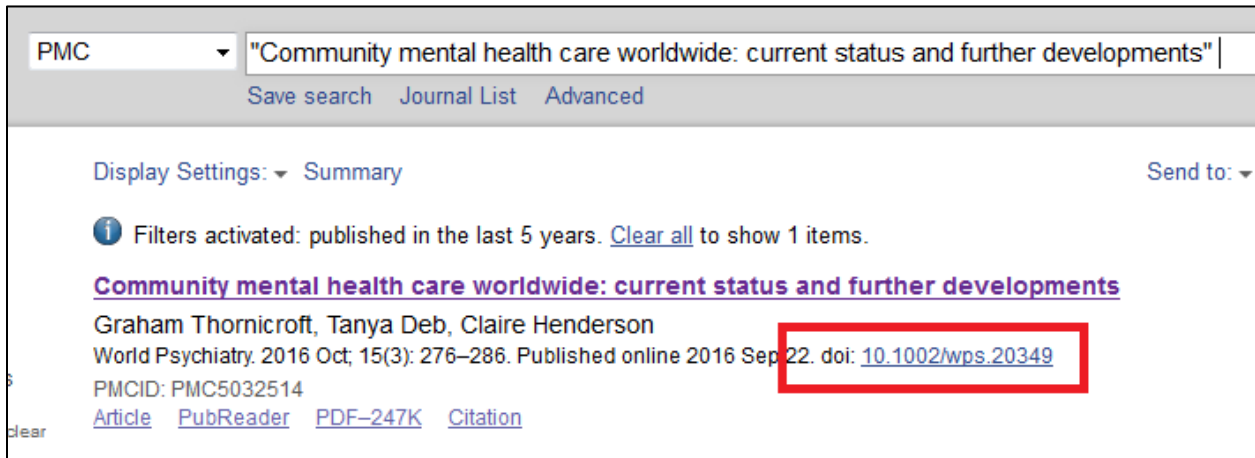 PMC "Community mental health care worldwide: current status and further developments"
Save search Journal List Advanced
Display Settings: Summary Send to:
Filters activated: published in the last 5 years. Clear all to show 1 items.
Community mental health care worldwide: current status and further developments
Graham Thornicroft, Tanya Deb, Claire Henderson
World Psychiatry. 2016 Oct; 15(3): 276–286. Published online 2016 Sep 22. doi: 10.1002/wps.20349
s
PMCID: PMC5032514
Article PubReader PDF–247K Citation
clear